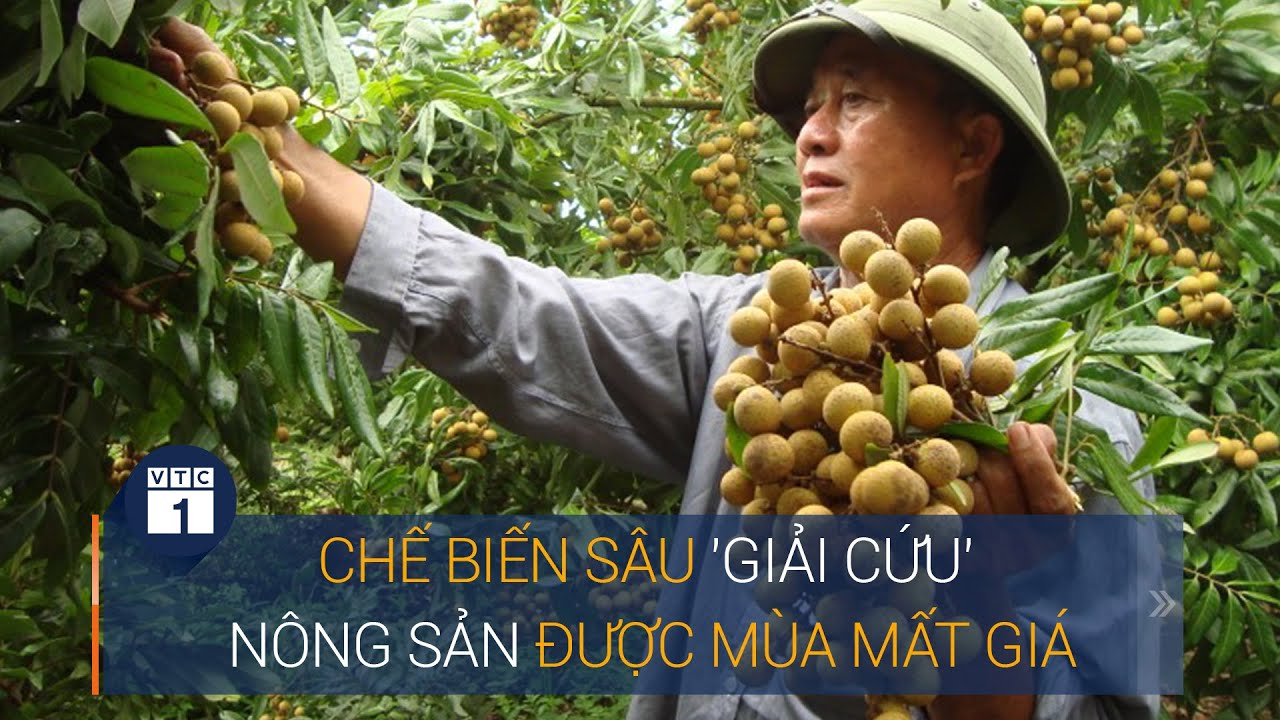 VTC
1
CHẾ BIẾN SÂU 'GIẢI CỨU'
NÔNG SẢN ĐƯỢC MÙA MẤT GIÁ
»